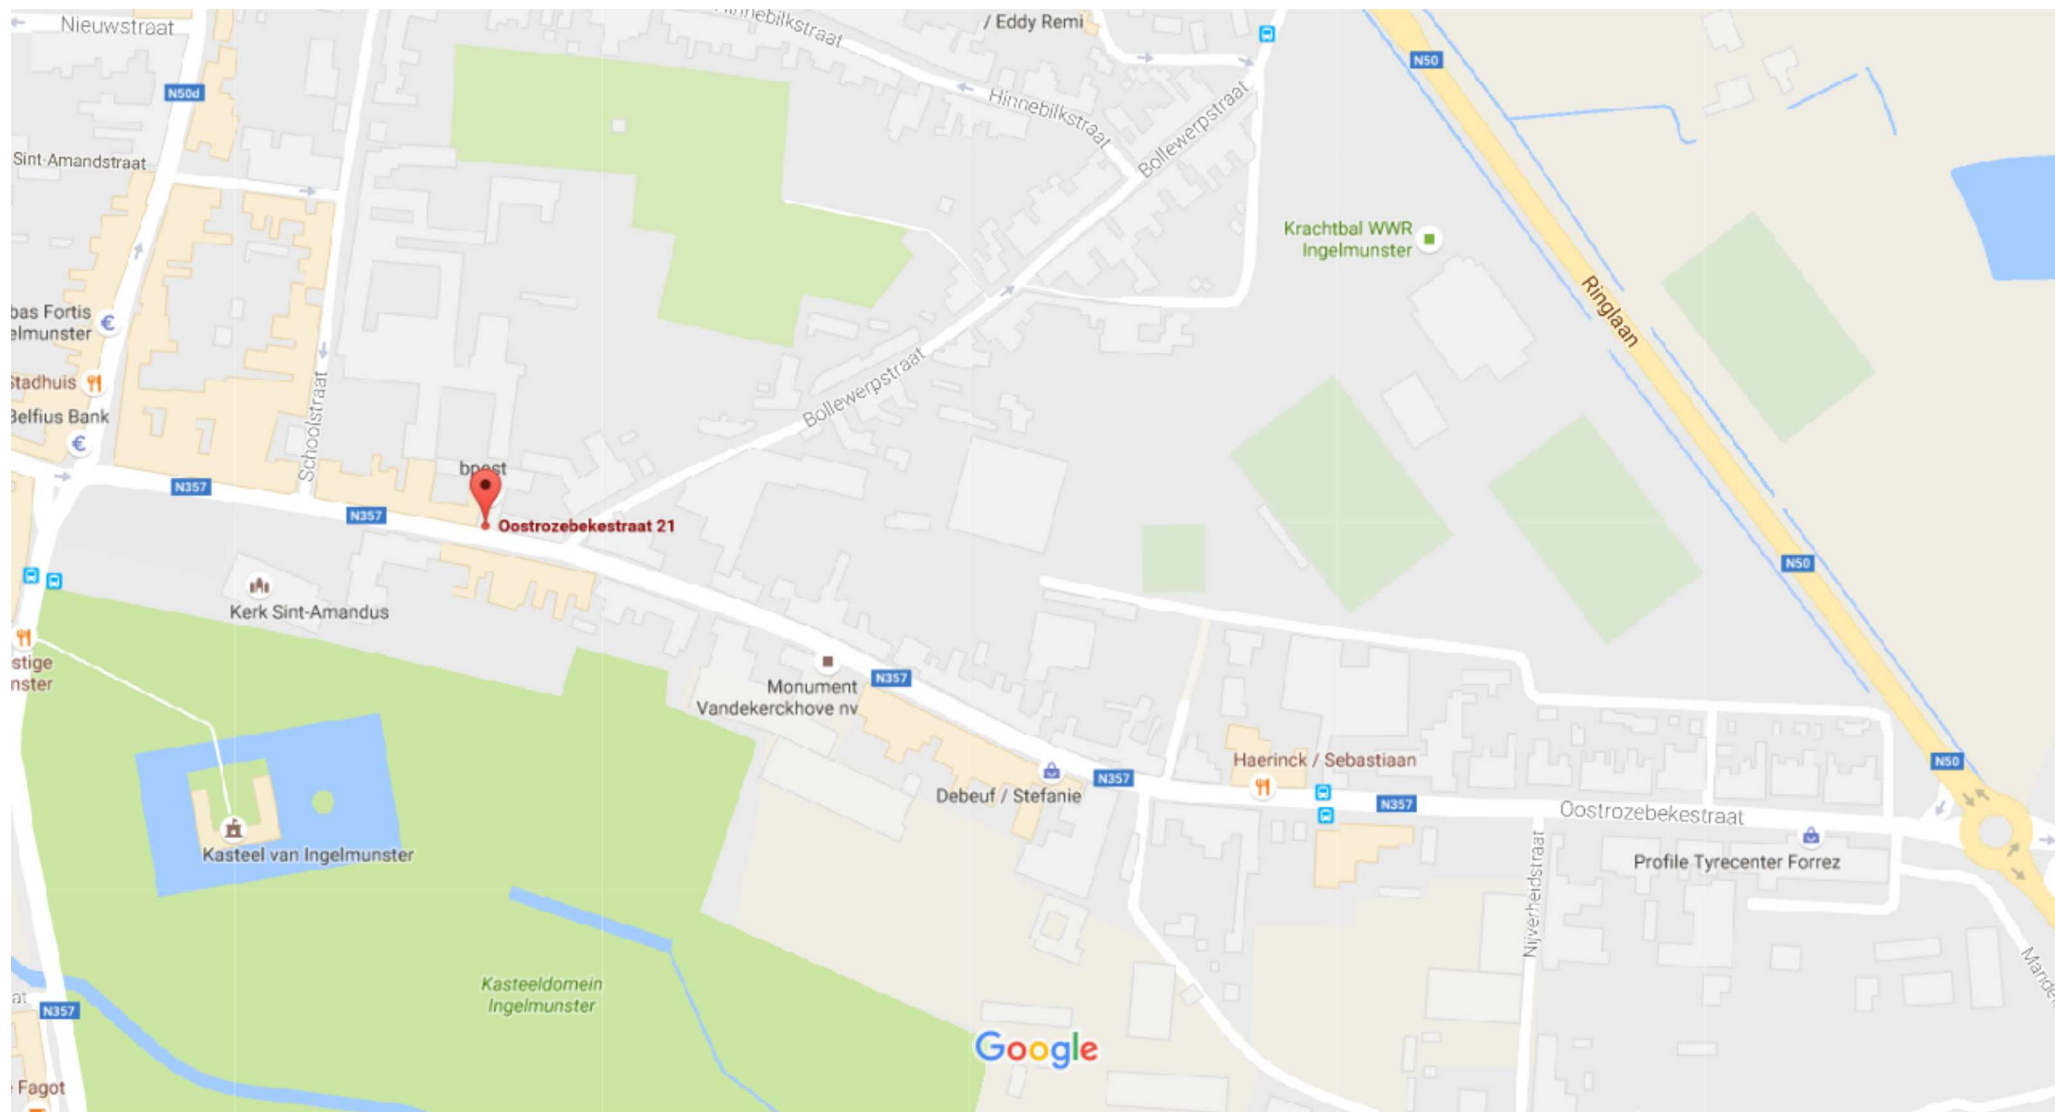 Nieuwstraat
Hinnebilkstraat
/ Eddy Remi
N50
N50d
Hinnebilkstraat
Bollewerpstraat
Sint-Amandstraat
Krachtbal WWR
Ingelmunster
Ringlaan
bas Fortis
elmunster
€
Stadhuis
Belfius Bank
€
Schoolstraat
Bollewerpstraat
bpost
N357
N357
Oostrozebekestraat 21
N50
Kerk Sint-Amandus
stige
nster
Monument
Vandekerckhove nv
N357
Haerinck / Sebastiaan
N50
N357
Debeuf / Stefanie
N357
Oostrozebekestraat
Kasteel van Ingelmunster
Profile Tyrecenter Forrez
Nijverheidstraat
Kasteeldomein
Ingelmunster
at
N357
Google
Fagot